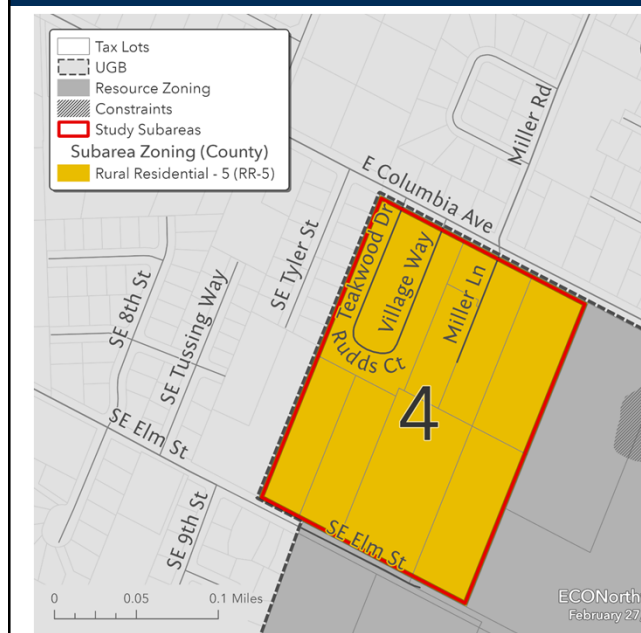 Tax Lots
UGB
Resource Zoning
Constraints
Study Subareas
Subarea Zoning (County)
Rural Residential - 5 (RR-5)
Miller Rd
E Columbia Ave
SE Tyler St
Teakwood Dr
Village Way
Miller Ln
Rudds Ct
SE 8th St
SE Tussing Way
4
SE Elm St
SE 9th St
SE Elm St
0 0.05 0.1 Miles
ECONorth
February 27